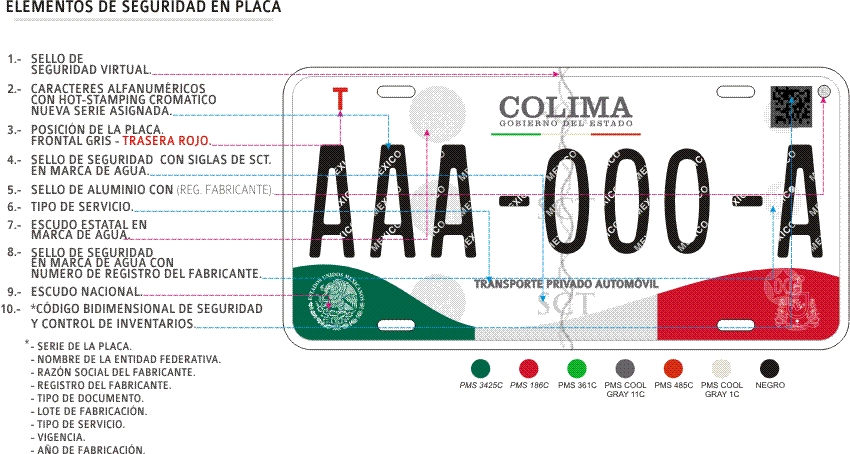 ELEMENTOS DE SEGURIDAD EN PLACA
1.- SELLO DE
SEGURIDAD VIRTUAL.
2.- CARACTERES ALFANUMÉRICOS
CON HOT-STAMPING CROMATICO
NUEVA SERIE ASIGNADA.
3.- POSICIÓN DE LA PLACA.
FRONTAL GRIS - TRASERA ROJO.
4.- SELLO DE SEGURIDAD CON SIGLAS DE SCT.
EN MARCA DE AGUA.
5.- SELLO DE ALUMINIO CON (REG. FABRICANTE)
6.- TIPO DE SERVICIO.
7.- ESCUDO ESTATAL EN
MARCA DE AGUA.
8.- SELLO DE SEGURIDAD
EN MARCA DE AGUA CON
NUMERO DE REGISTRO DEL FABRICANTE.
9.- ESCUDO NACIONAL.
10.- *CÓDIGO BIDIMENSIONAL DE SEGURIDAD
Y CONTROL DE INVENTARIOS.
*- SERIE DE LA PLACA.
- NOMBRE DE LA ENTIDAD FEDERATIVA.
- RAZÓN SOCIAL DEL FABRICANTE.
- REGISTRO DEL FABRICANTE.
- TIPO DE DOCUMENTO.
- LOTE DE FABRICACIÓN.
- TIPO DE SERVICIO.
- VIGENCIA.
- AÑO DE FABRICACIÓN.
T
COLIMA
GOBIERNO DEL ESTADO
AAA-000-A
MEXICO
SCT
TRANSPORTE PRIVADO AUTOMÓVIL
SCT
ESTADOS UNIDOS MEXICANOS
PMS 3425C
PMS 186C
PMS 361C
PMS COOL
GRAY 11C
PMS 485C
PMS COOL
GRAY 1C
NEGRO